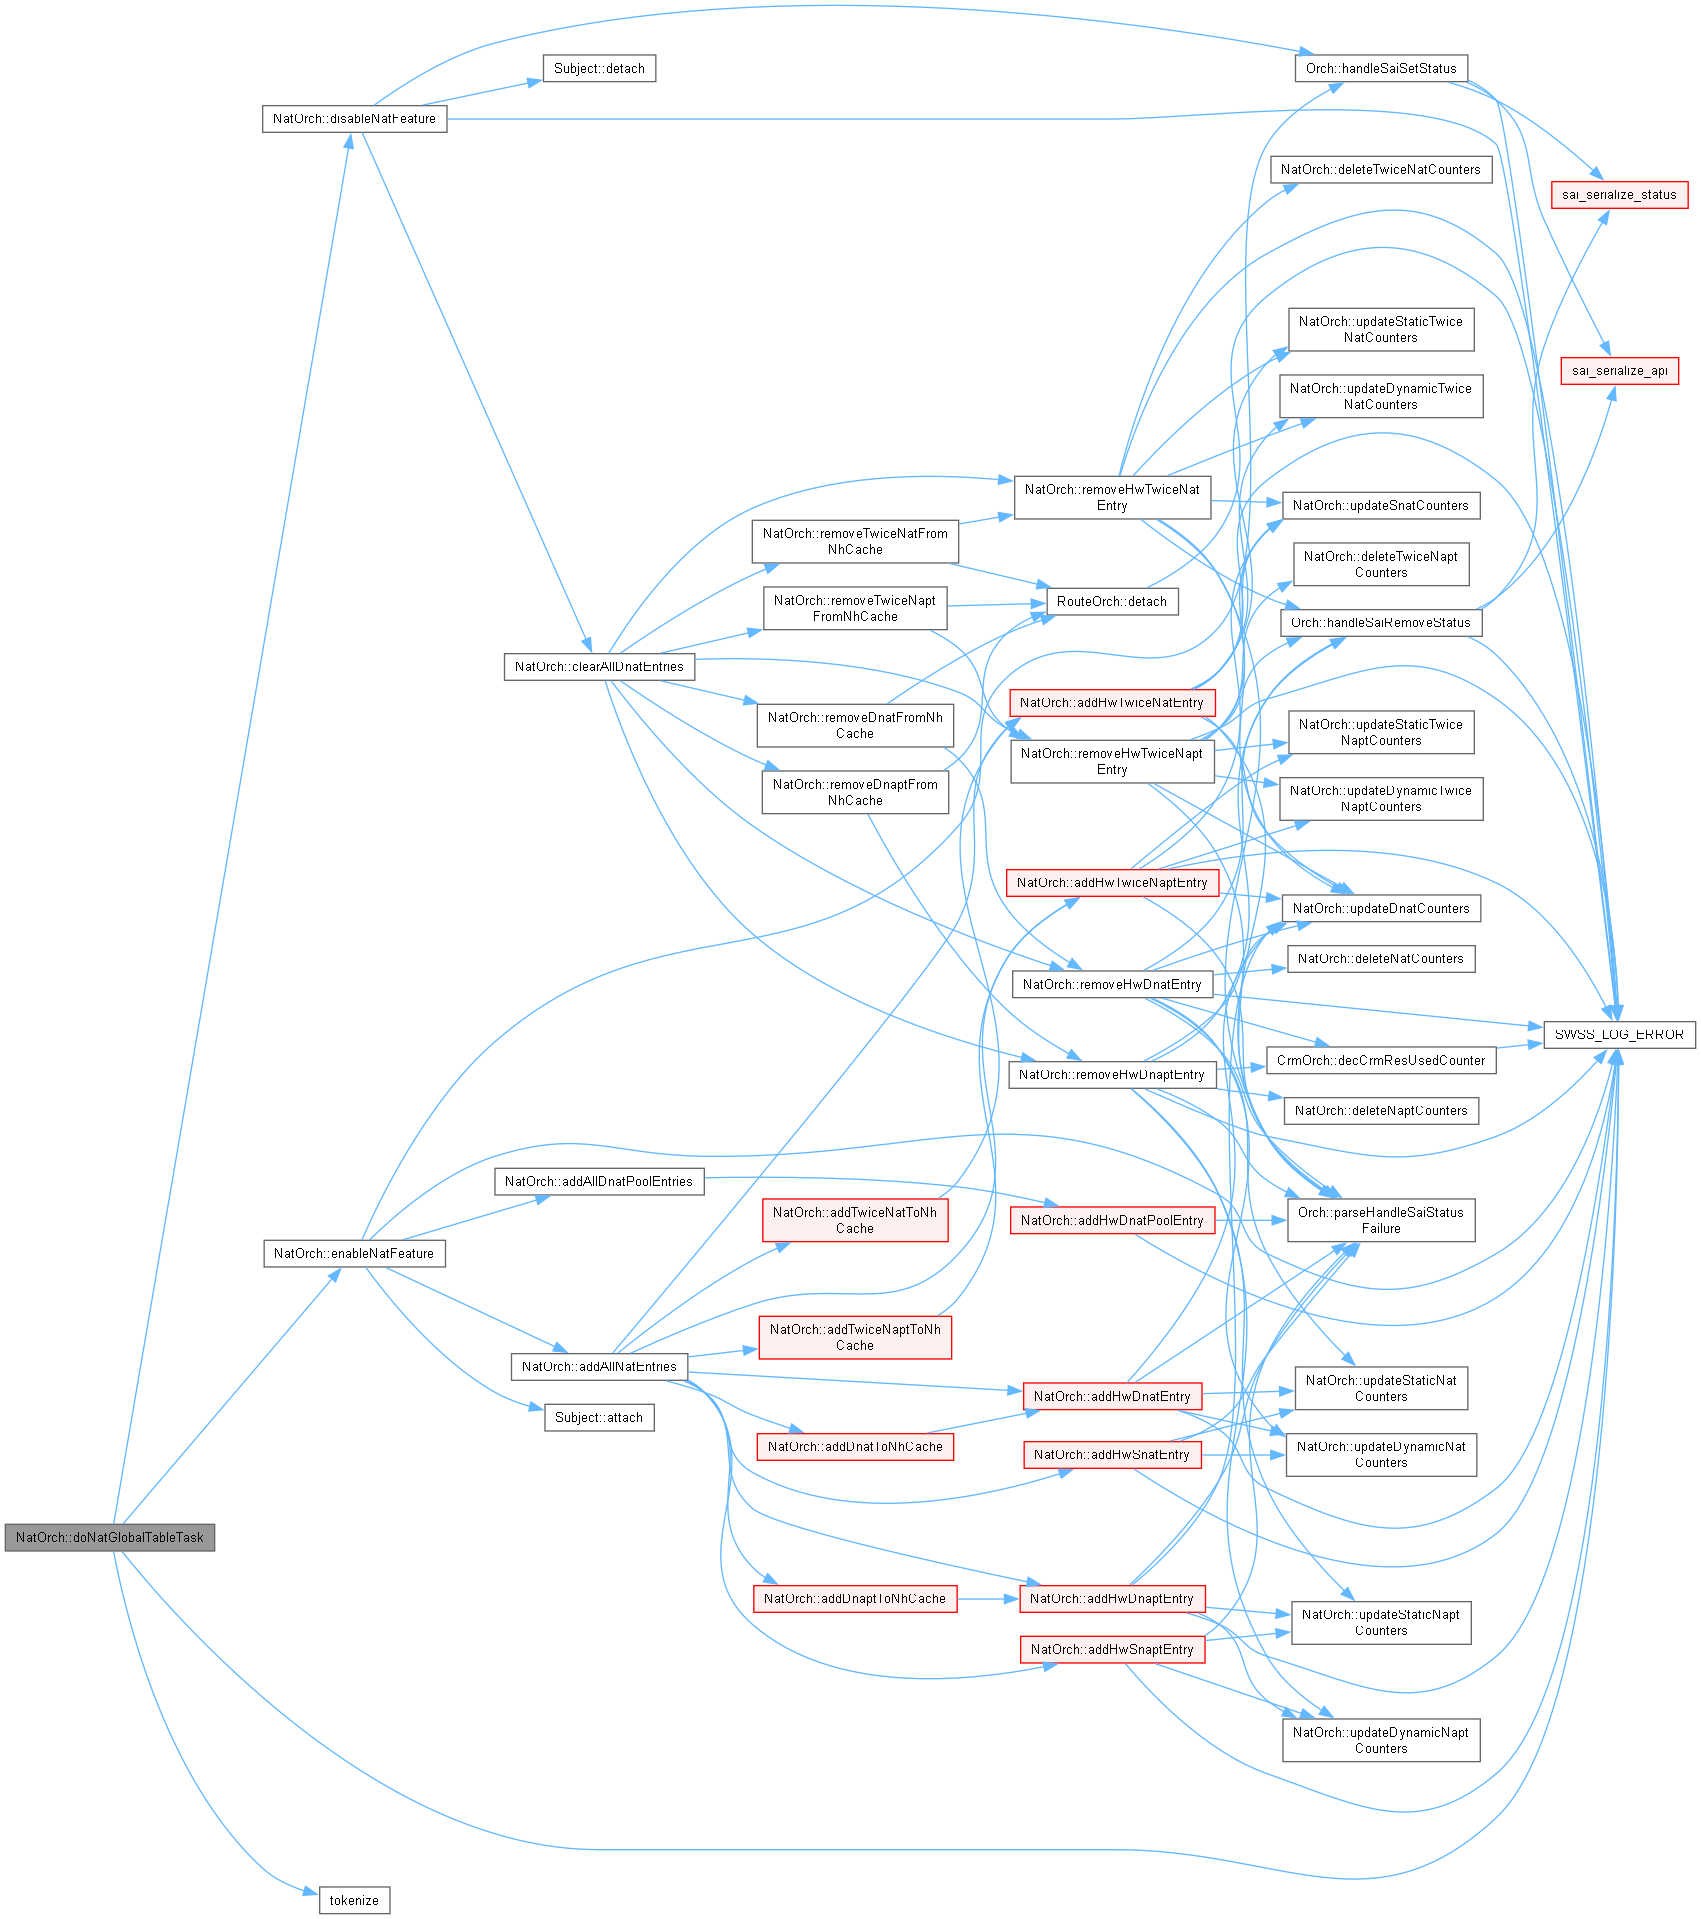 Orch::handleSaiSetStatus
Subject::detach
NatOrch::disableNatFeature
NatOrch::deleteTwiceNatCounters
sai_serialize_status
NatOrch::updateStaticTwice
NatCounters
sai_serialize_api
NatOrch::updateDynamicTwice
NatCounters
NatOrch::removeHwTwiceNat
Entry
NatOrch::updateSnatCounters
NatOrch::removeTwiceNatFrom
NhCache
NatOrch::deleteTwiceNapt
Counters
NatOrch::removeTwiceNapt
FromNhCache
RouteOrch::detach
Orch::handleSaiRemoveStatus
NatOrch::clearAllDnatEntries
NatOrch::addHwTwiceNatEntry
NatOrch::removeDnatFromNh
Cache
NatOrch::updateStaticTwice
NaptCounters
NatOrch::removeHwTwiceNapt
Entry
NatOrch::removeDnaptFrom
NhCache
NatOrch::updateDynamicTwice
NaptCounters
NatOrch::addHwTwiceNaptEntry
NatOrch::updateDnatCounters
NatOrch::deleteNatCounters
NatOrch::removeHwDnatEntry
SWSS_LOG_ERROR
CrmOrch::decCrmResUsedCounter
NatOrch::removeHwDnaptEntry
NatOrch::deleteNaptCounters
NatOrch::addAllDnatPoolEntries
NatOrch::addTwiceNatToNh
Cache
NatOrch::addHwDnatPoolEntry
Orch::parseHandleSaiStatus
Failure
NatOrch::enableNatFeature
NatOrch::addTwiceNaptToNh
Cache
NatOrch::addAllNatEntries
NatOrch::updateStaticNat
Counters
NatOrch::addHwDnatEntry
Subject::attach
NatOrch::addDnatToNhCache
NatOrch::addHwSnatEntry
NatOrch::updateDynamicNat
Counters
NatOrch::doNatGlobalTableTask
NatOrch::addDnaptToNhCache
NatOrch::addHwDnaptEntry
NatOrch::updateStaticNapt
Counters
NatOrch::addHwSnaptEntry
NatOrch::updateDynamicNapt
Counters
tokenize